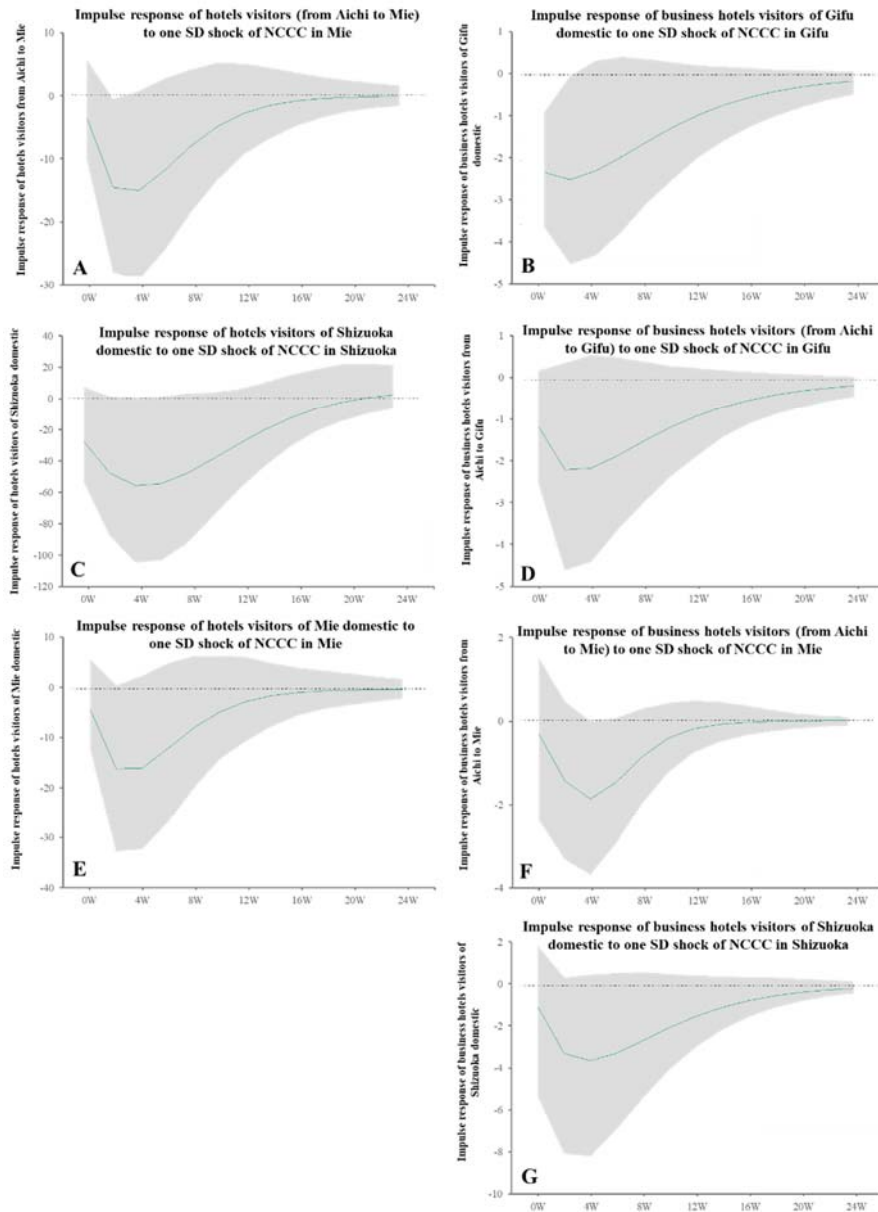 Impulse response of hotels visitors (from Aichi to Mie)
to one SD shock of NCCC in Mie
Impulse response of hotels visitors from Aichi to Mie
10
0
-10
-20
-30
A
0W 4W 8W 12W 16W 20W 24W
Impulse response of business hotels visitors of Gifu
domestic to one SD shock of NCCC in Gifu
Impulse response of business hotels visitors of Gifu
domestic
1
0
-1
-2
-3
-4
-5
B
0W 4W 8W 12W 16W 20W 24W
Impulse response of hotels visitors of Shizuoka
domestic to one SD shock of NCCC in Shizuoka
Impulse response of hotels visitors of Shizuoka domestic
40
20
0
-20
-40
-60
-80
-100
-120
C
0W 4W 8W 12W 16W 20W 24W
Impulse response of business hotels visitors (from Aichi
to Gifu) to one SD shock of NCCC in Gifu
Impulse response of business hotels visitors from
Aichi to Gifu
1
0
-1
-2
-3
-4
-5
D
0W 4W 8W 12W 16W 20W 24W
Impulse response of hotels visitors of Mie domestic to
one SD shock of NCCC in Mie
Impulse response of hotels visitors of Mie domestic
10
0
-10
-20
-30
-40
E
0W 4W 8W 12W 16W 20W 24W
Impulse response of business hotels visitors (from Aichi
to Mie) to one SD shock of NCCC in Mie
Impulse response of business hotels visitors from
Aichi to Mie
2
0
-2
-4
F
0W 4W 8W 12W 16W 20W 24W
Impulse response of business hotels visitors of Shizuoka
domestic to one SD shock of NCCC in Shizuoka
Impulse response of business hotels visitors of
Shizuoka domestic
2
0
-2
-4
-6
-8
-10
G
0W 4W 8W 12W 16W 20W 24W